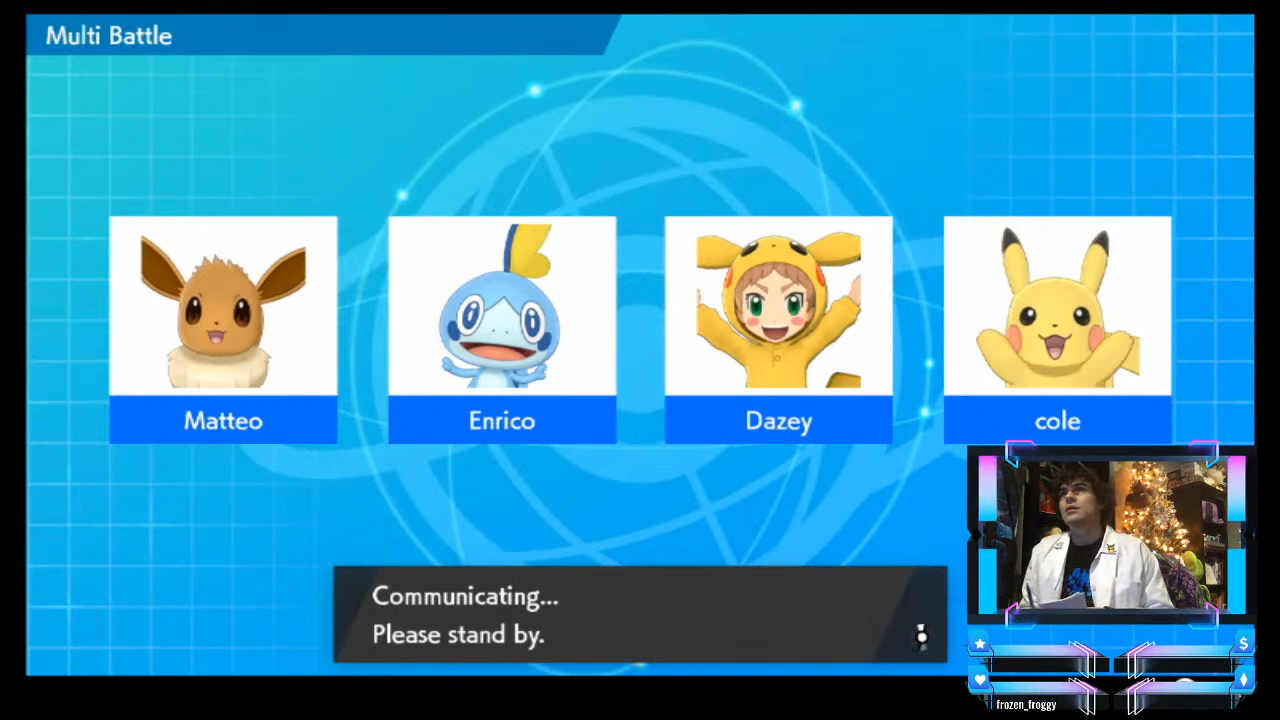 Multi Battle
Matteo
Enrico
Dazey
cole
Communicating...
Please stand by.
$
frozen_froggy